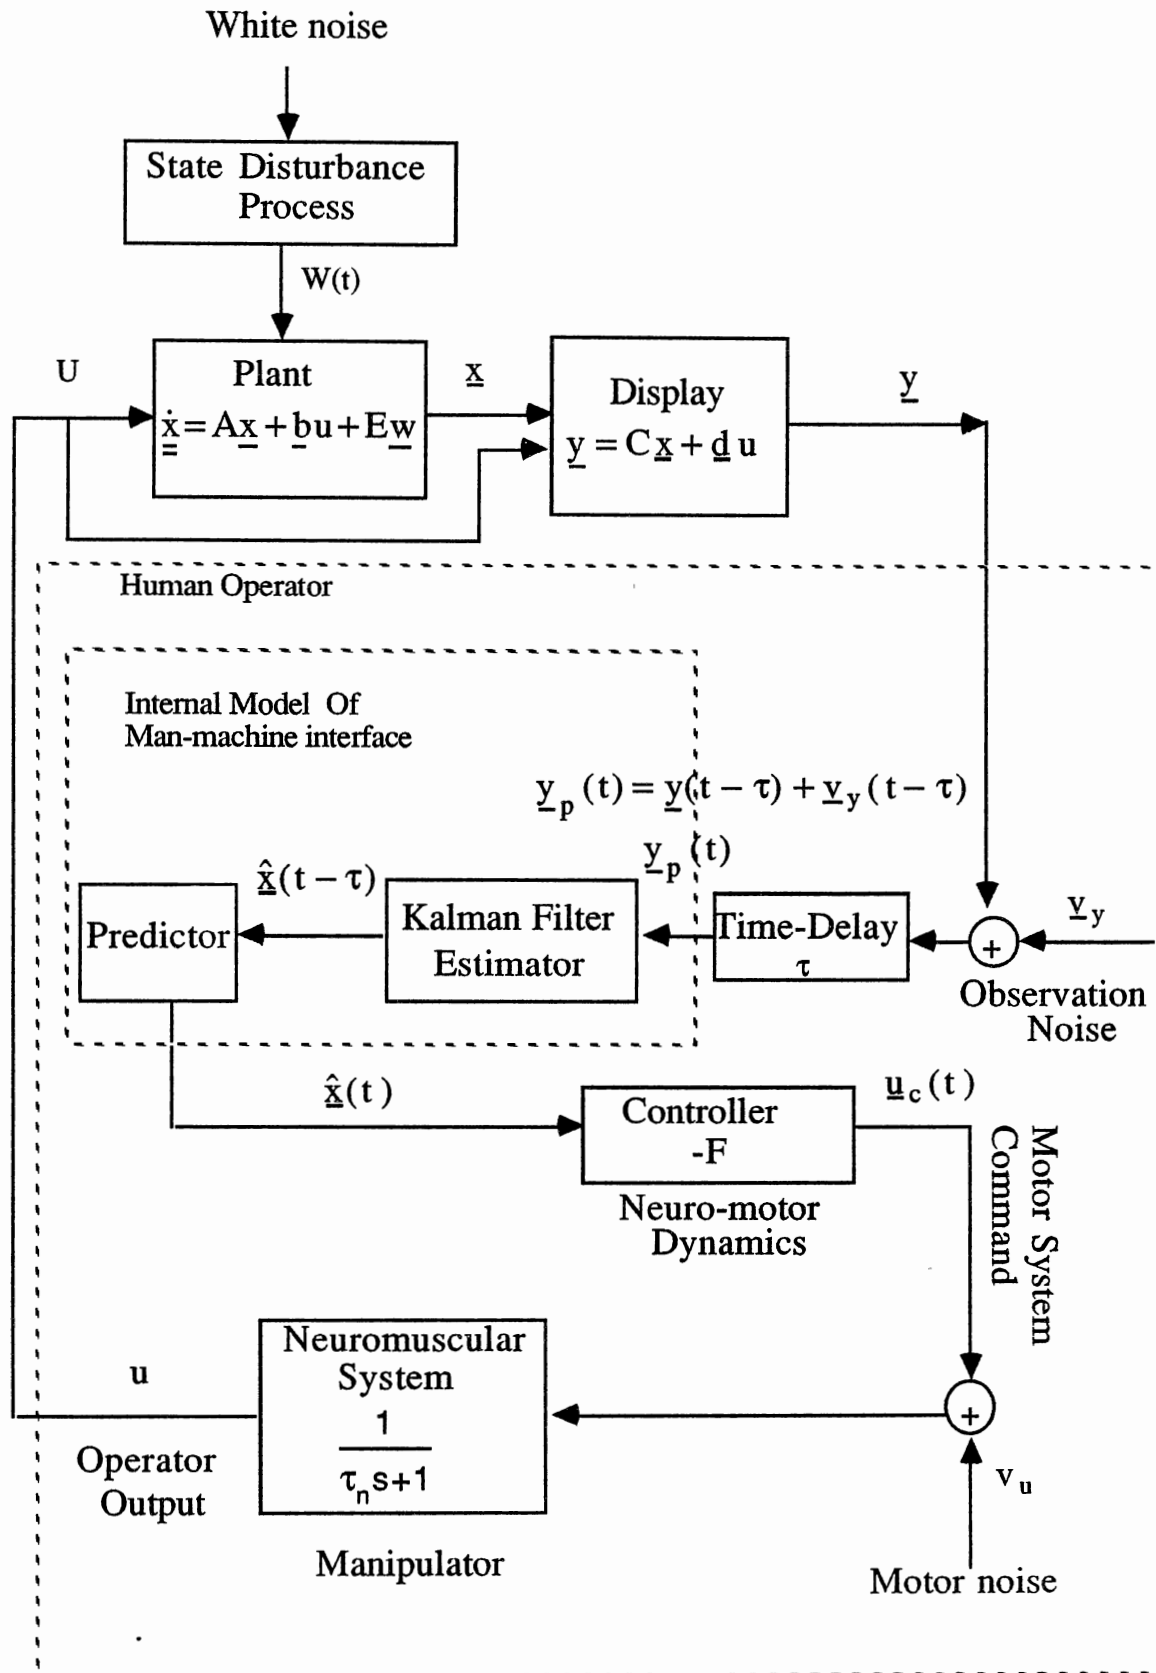 White noise
State Disturbance
Process
W(t)
U
Plant
ẋ = Ax + bu + Ew
x
Display
y = Cx + d u
y
Human Operator
Internal Model Of
Man-machine interface
y_p (t) = y(t − τ) + v_y (t − τ)
y_p (t)
x̂(t − τ)
Predictor
Kalman Filter
Estimator
Time-Delay
τ
+
v_y
Observation
Noise
x̂(t)
Controller
-F
u_c (t)
Neuro-motor
Dynamics
Motor System
Command
Neuromuscular
System
1
τ_n s+1
u
Operator
Output
+
v_u
Manipulator
Motor noise